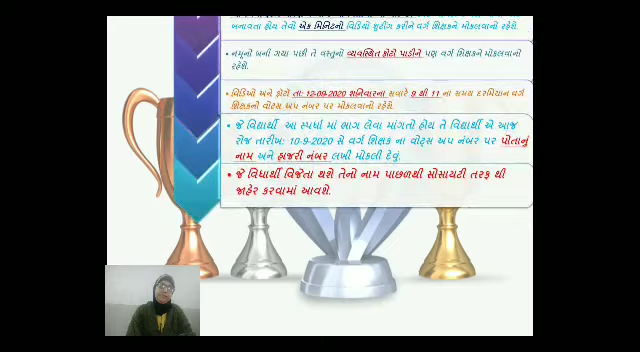 બનાવતા હોય તેવો એક મિનિટનો વિડિયો શુટીંગ કરીને વર્ગ શિક્ષકને મોકલવાનો રહેશે.
• નમૂનો બની ગયા પછી તે વસ્તુનો વ્યવસ્થિત ફોટો પાડીને પણ વર્ગ શિક્ષકને મોકલવાનો
રહેશે.
• વિડિઓ અને ફોટો તા: 12-09-2020 શનિવારના સવારે 9 થી 11 ના સમય દરમિયાન વર્ગ
શિક્ષકનો વોટ્સ અપ નંબર પર મોકલવાનો રહેશે.
• જે વિદ્યાર્થી આ સ્પર્ધા માં ભાગ લેવા માંગતો હોય તે વિદ્યાર્થી એ આજ
રોજ તારીખ: 10-9-2020 સે વર્ગ શિક્ષક ના વોટ્સ અપ નંબર પર પોતાનું
નામ અને હાજરી નંબર લખી મોકલી દેવું.
• જે વિધાર્થી વિજેતા થશે તેનો નામ પાછળથી સોસાયટી તરફ થી
જાહેર કરવામાં આવશે.